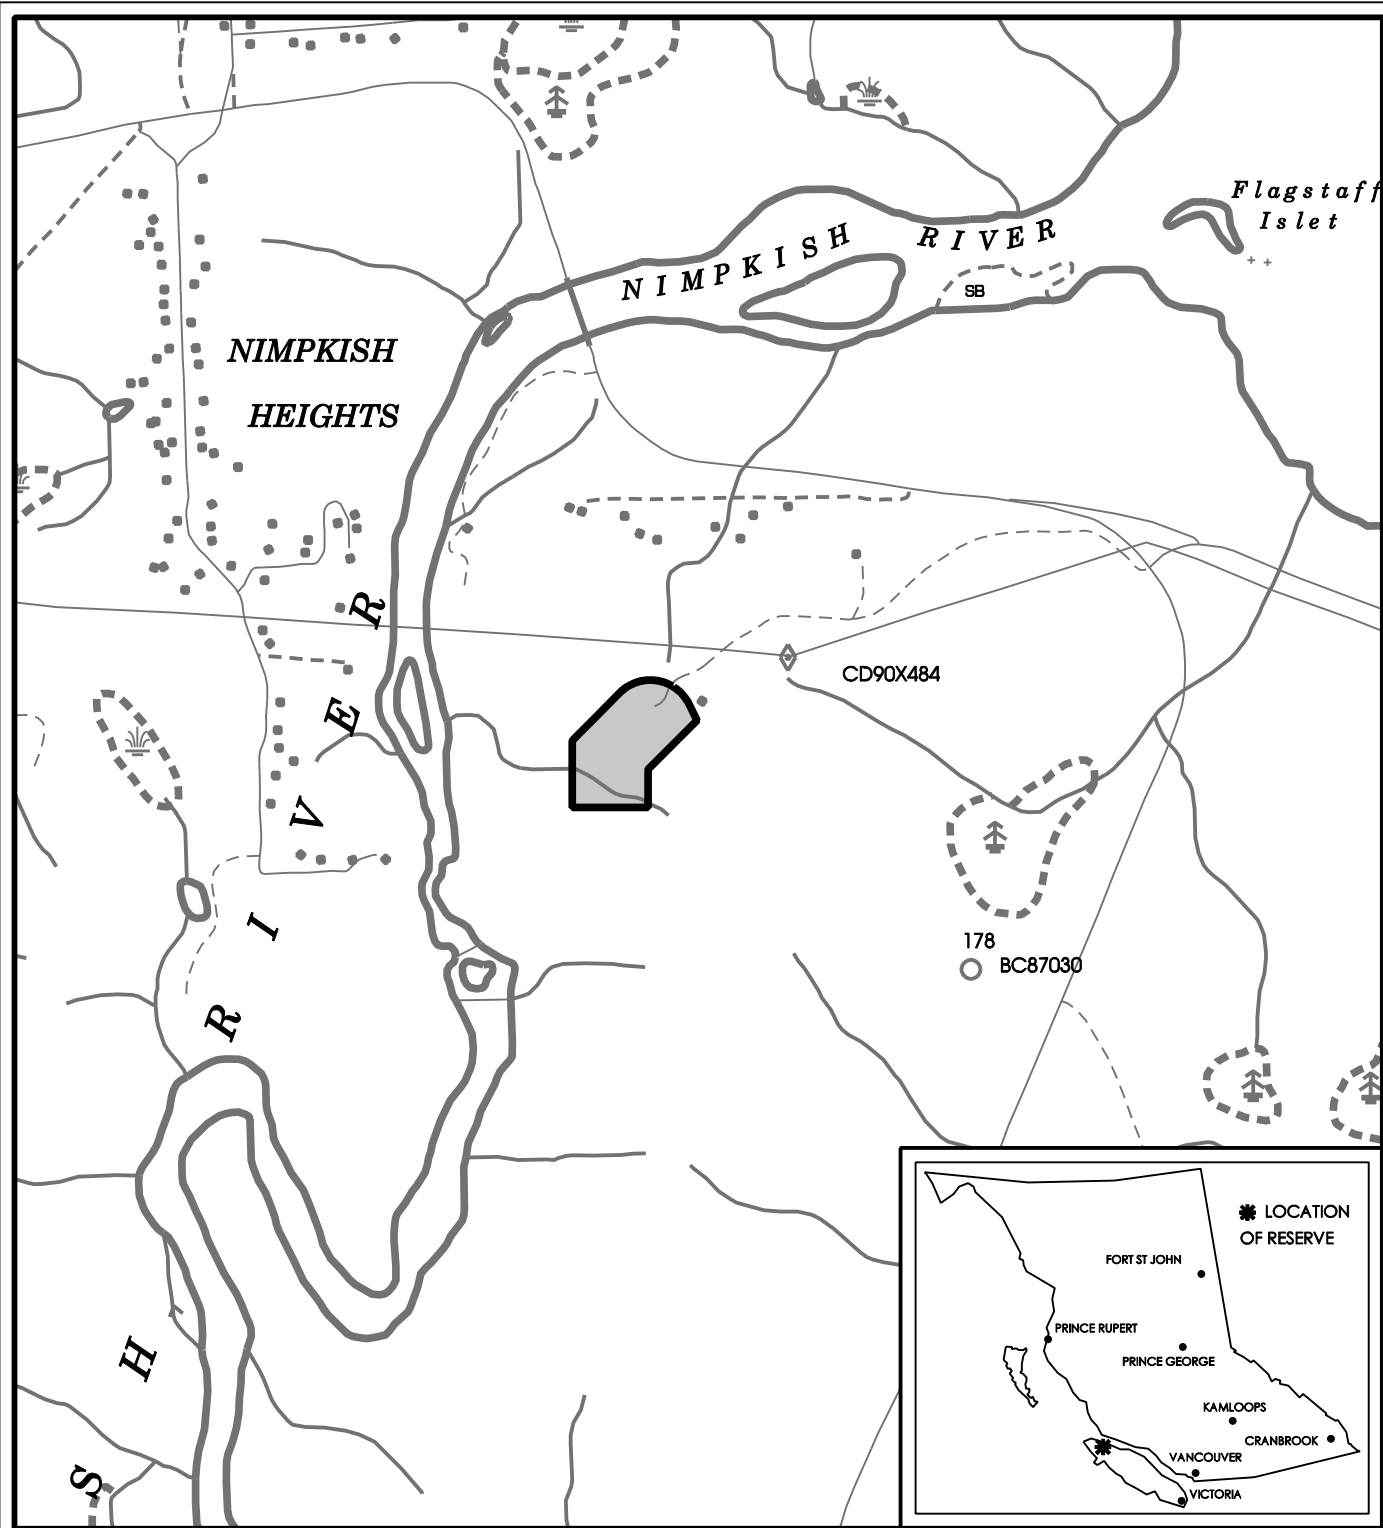 Flagstaff
Islet
NIMPKISH RIVER
SB
NIMPKISH
HEIGHTS
CD90X484
178
BC87030
R
E
V
I
R
H
S
LOCATION
OF RESERVE
FORT ST JOHN
PRINCE RUPERT
PRINCE GEORGE
KAMLOOPS
CRANBROOK
VANCOUVER
VICTORIA